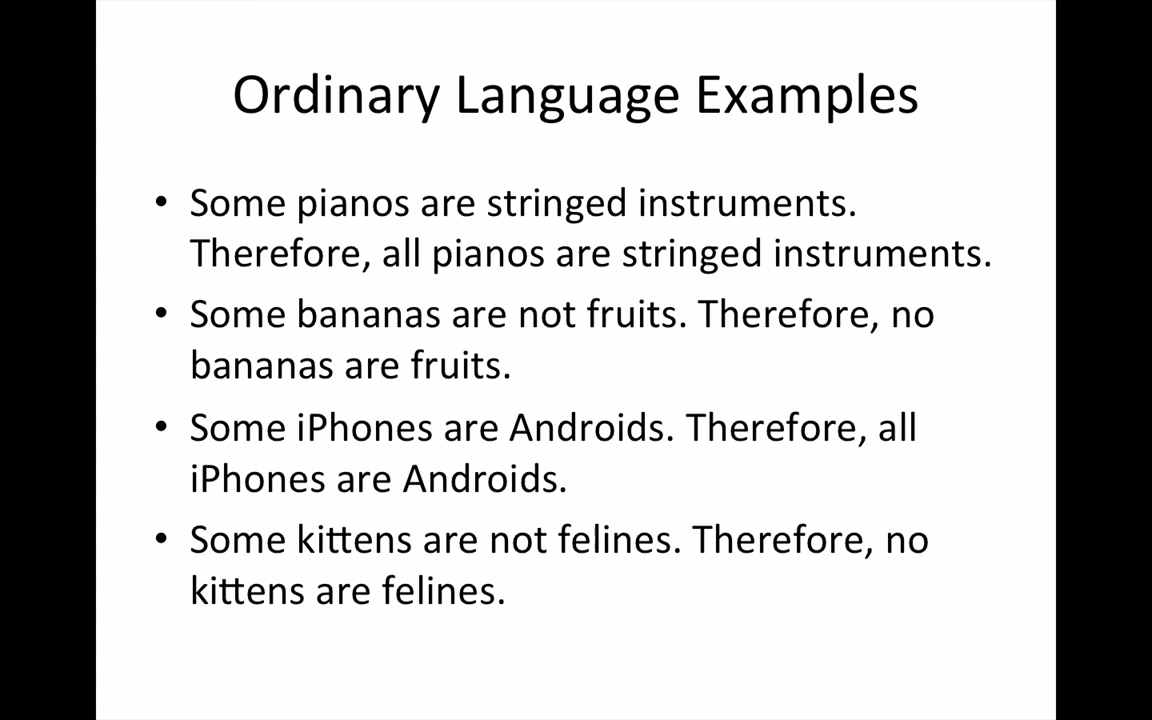 Ordinary Language Examples
• Some pianos are stringed instruments.
Therefore, all pianos are stringed instruments.
• Some bananas are not fruits. Therefore, no
bananas are fruits.
• Some iPhones are Androids. Therefore, all
iPhones are Androids.
• Some kittens are not felines. Therefore, no
kittens are felines.